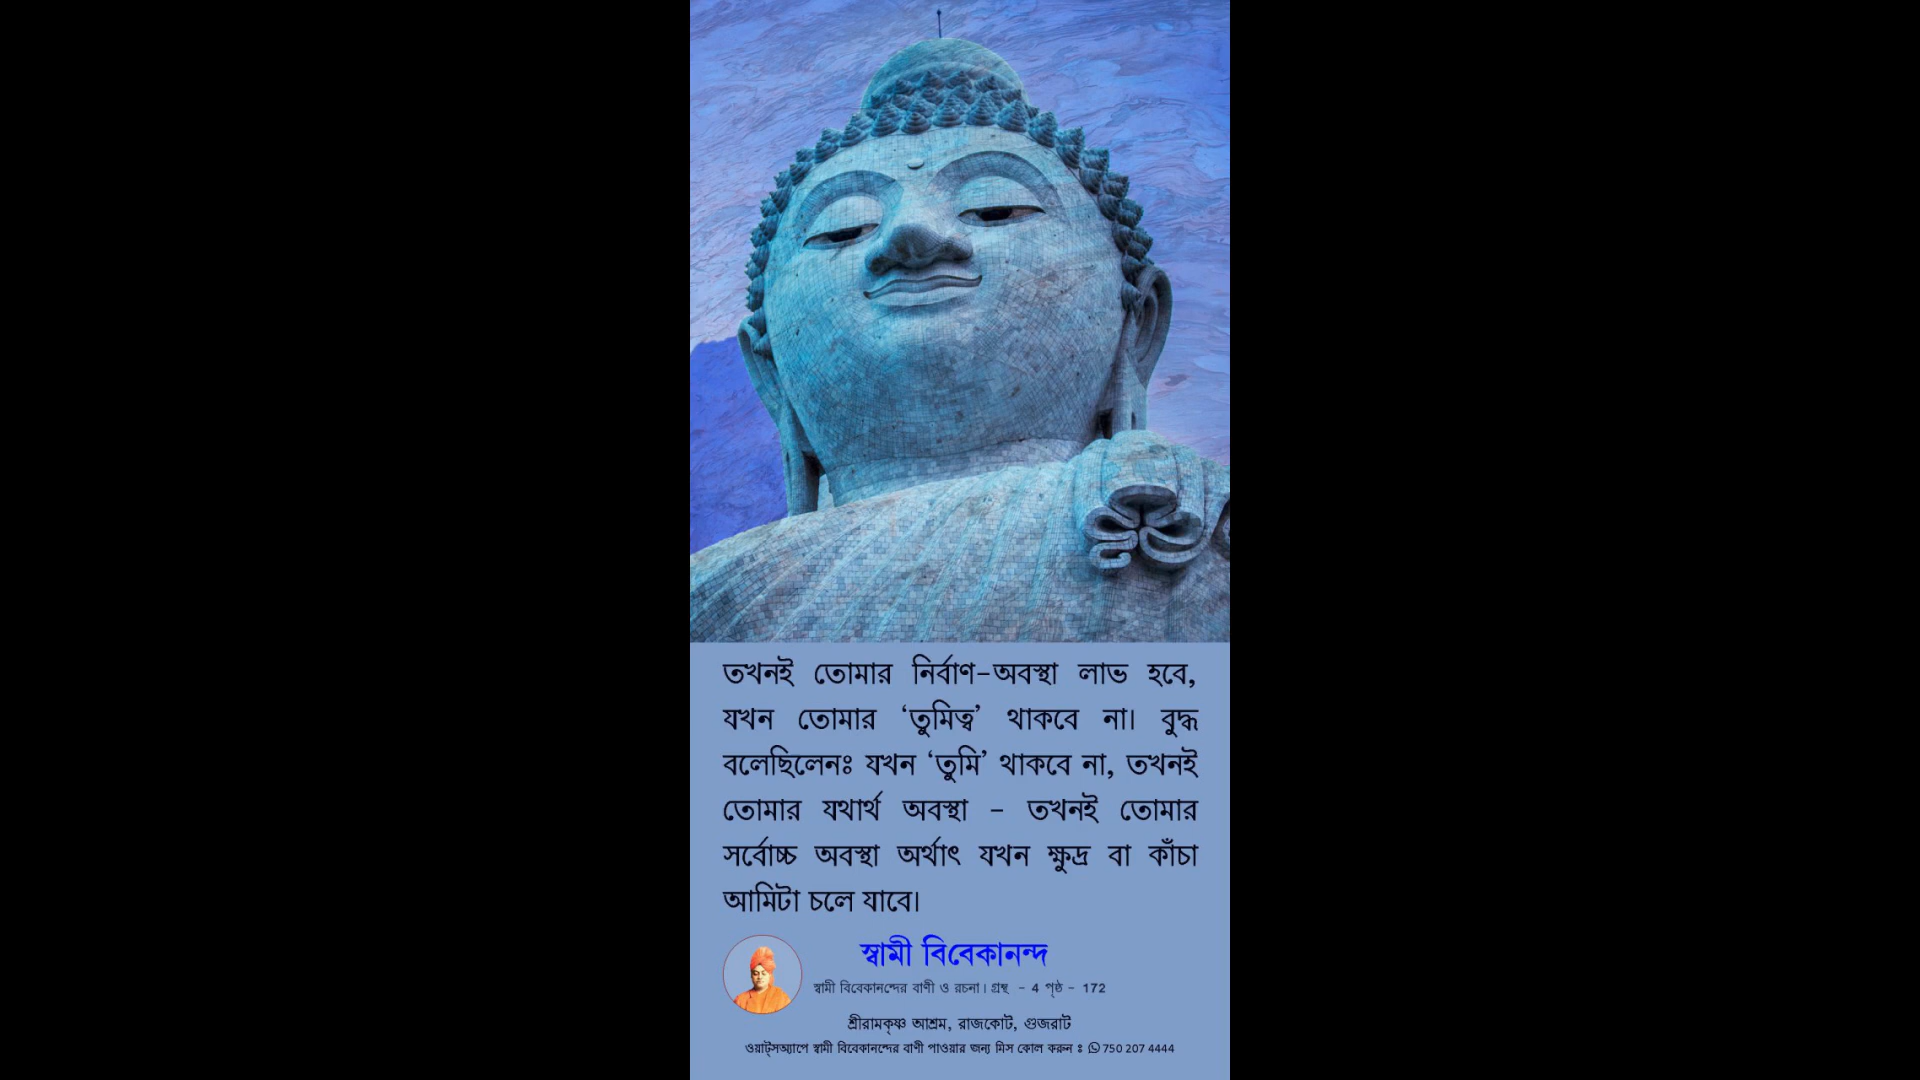 তখনই তোমার নির্বাণ-অবস্থা লাভ হবে,
যখন তোমার ‘তুমিত্ব’ থাকবে না। বুদ্ধ
বলেছিলেনঃ যখন ‘তুমি’ থাকবে না, তখনই
তোমার যথার্থ অবস্থা - তখনই তোমার
সর্বোচ্চ অবস্থা অর্থাৎ যখন ক্ষুদ্র বা কাঁচা
আমিটা চলে যাবে।
স্বামী বিবেকানন্দ
স্বামী বিবেকানন্দের বাণী ও রচনা। গ্রন্থ - 4 পৃষ্ঠ - 172
শ্রীরামকৃষ্ণ আশ্রম, রাজকোট, গুজরাট
ওয়াট্সঅ্যাপে স্বামী বিবেকানন্দের বাণী পাওয়ার জন্য মিস কোল করুন ঃ 750 207 4444